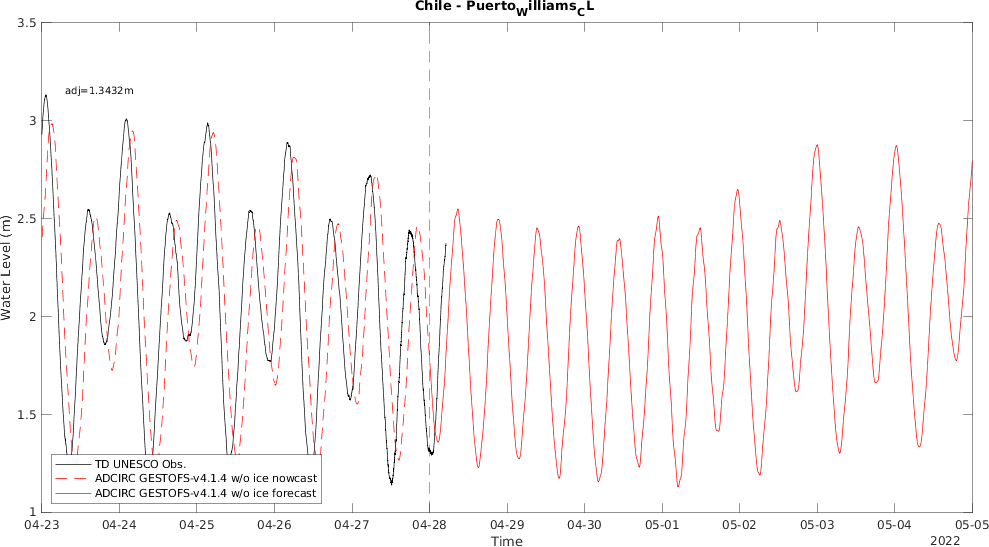 Chile - PuertoWilliamsCL
3.5
adj=1.3432m
3
2.5
2
1.5
1
Water Level (m)
TD UNESCO Obs.
ADCIRC GESTOFS-v4.1.4 w/o ice nowcast
ADCIRC GESTOFS-v4.1.4 w/o ice forecast
04-23 04-24 04-25 04-26 04-27 04-28 04-29 04-30 05-01 05-02 05-03 05-04 05-05
Time
2022